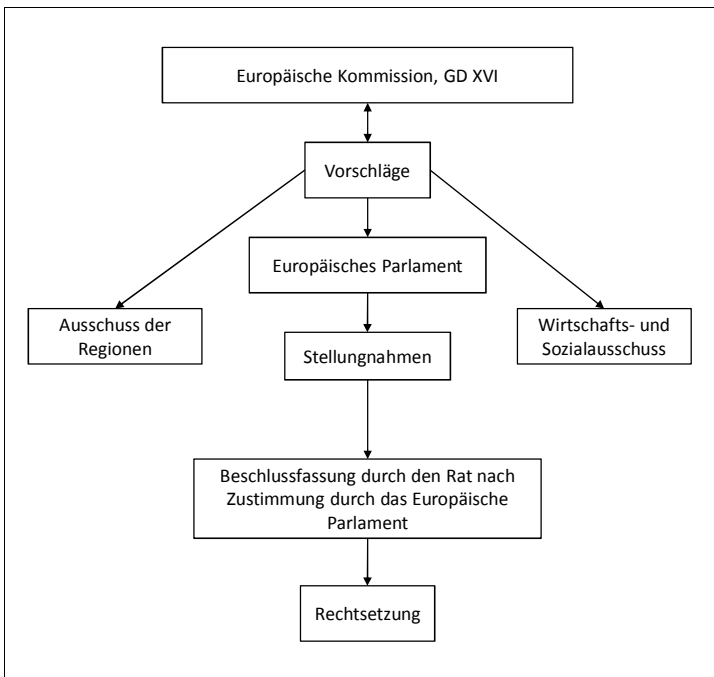 Europäische Kommission, GD XVI
Vorschläge
Europäisches Parlament
Ausschuss der
Regionen
Wirtschafts- und
Sozialausschuss
Stellungnahmen
Beschlussfassung durch den Rat nach
Zustimmung durch das Europäische
Parlament
Rechtsetzung